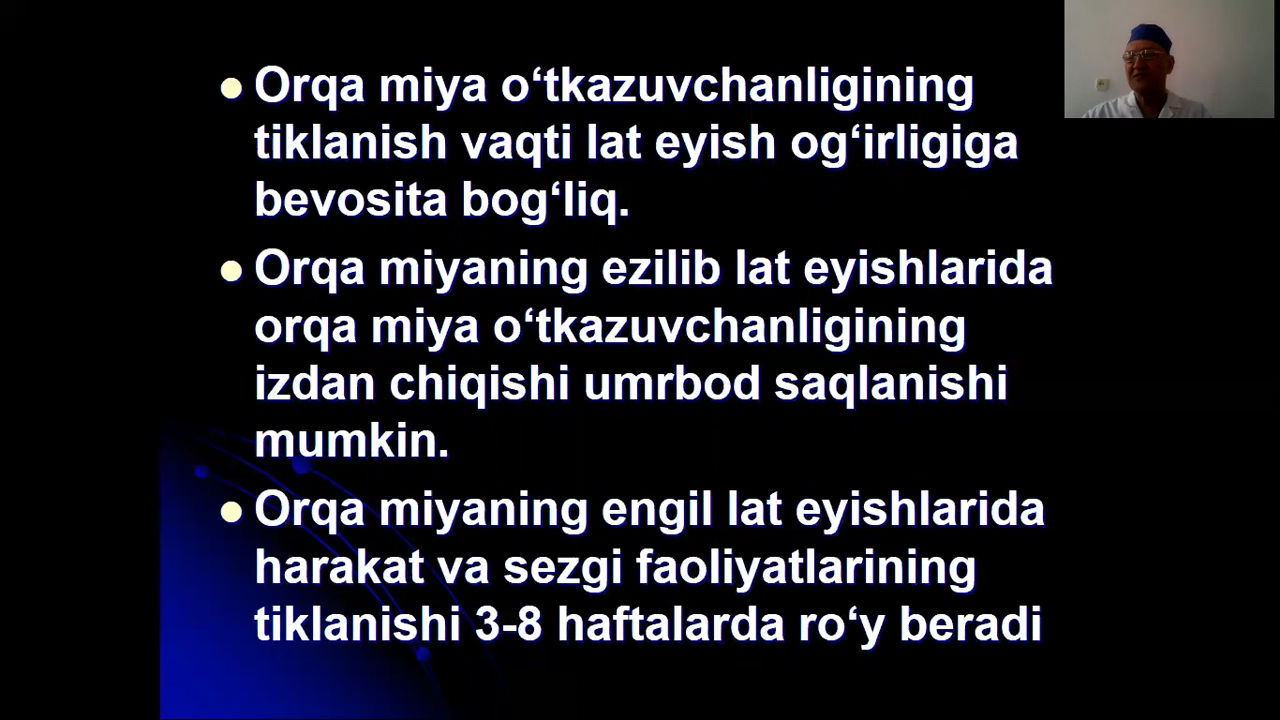 Orqa miya o‘tkazuvchanligining
tiklanish vaqti lat eyish og‘irligiga
bevosita bog‘liq.
Orqa miyaning ezilib lat eyishlarida
orqa miya o‘tkazuvchanligining
izdan chiqishi umrbod saqlanishi
mumkin.
Orqa miyaning engil lat eyishlarida
harakat va sezgi faoliyatlarining
tiklanishi 3-8 haftalarda ro‘y beradi